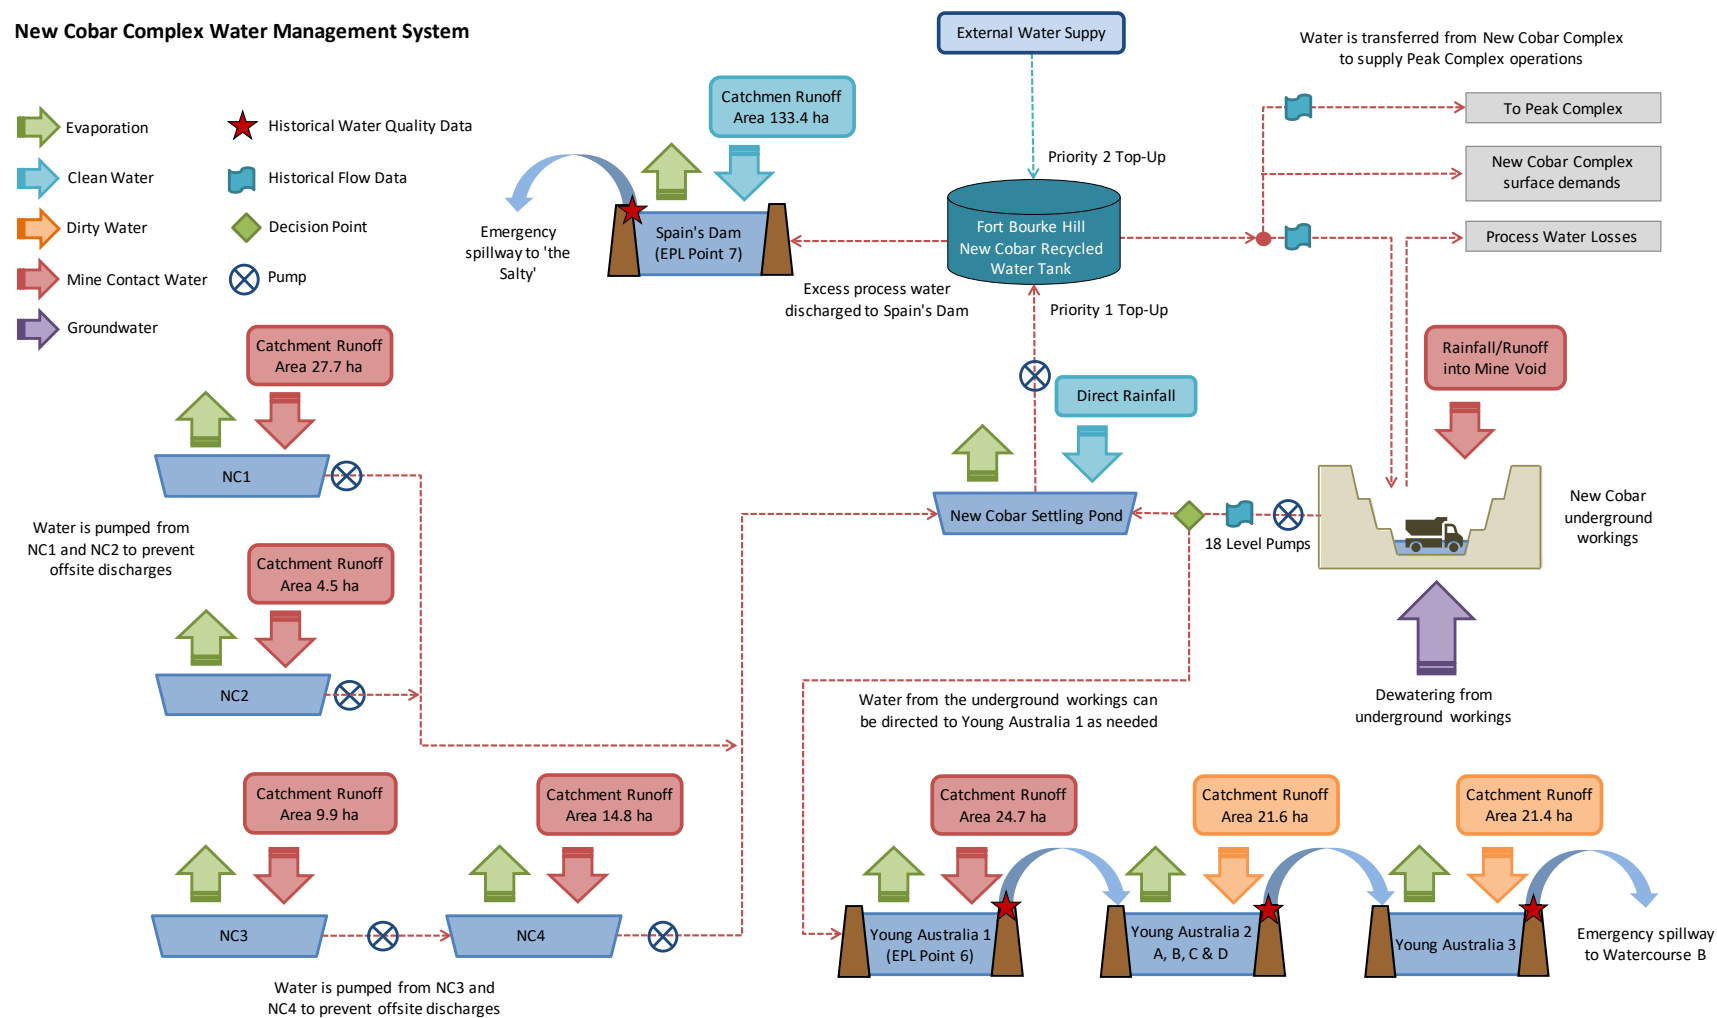 New Cobar Complex Water Management System
External Water Suppy
Water is transferred from New Cobar Complex
to supply Peak Complex operations
Evaporation
Clean Water
Dirty Water
Mine Contact Water
Groundwater
Historical Water Quality Data
Historical Flow Data
Decision Point
Pump
Catchmen Runoff
Area 133.4 ha
Emergency
spillway to 'the
Salty'
Spain's Dam
(EPL Point 7)
Priority 2 Top-Up
Fort Bourke Hill
New Cobar Recycled
Water Tank
Excess process water
discharged to Spain's Dam
Priority 1 Top-Up
To Peak Complex
New Cobar Complex
surface demands
Process Water Losses
Rainfall/Runoff
into Mine Void
Direct Rainfall
Catchment Runoff
Area 27.7 ha
NC1
Water is pumped from
NC1 and NC2 to prevent
offsite discharges
Catchment Runoff
Area 4.5 ha
NC2
New Cobar Settling Pond
18 Level Pumps
New Cobar
underground
workings
Dewatering from
underground workings
Water from the underground workings can
be directed to Young Australia 1 as needed
Catchment Runoff
Area 9.9 ha
NC3
Catchment Runoff
Area 14.8 ha
NC4
Water is pumped from NC3 and
NC4 to prevent offsite discharges
Catchment Runoff
Area 24.7 ha
Young Australia 1
(EPL Point 6)
Catchment Runoff
Area 21.6 ha
Young Australia 2
A, B, C & D
Catchment Runoff
Area 21.4 ha
Young Australia 3
Emergency spillway
to Watercourse B